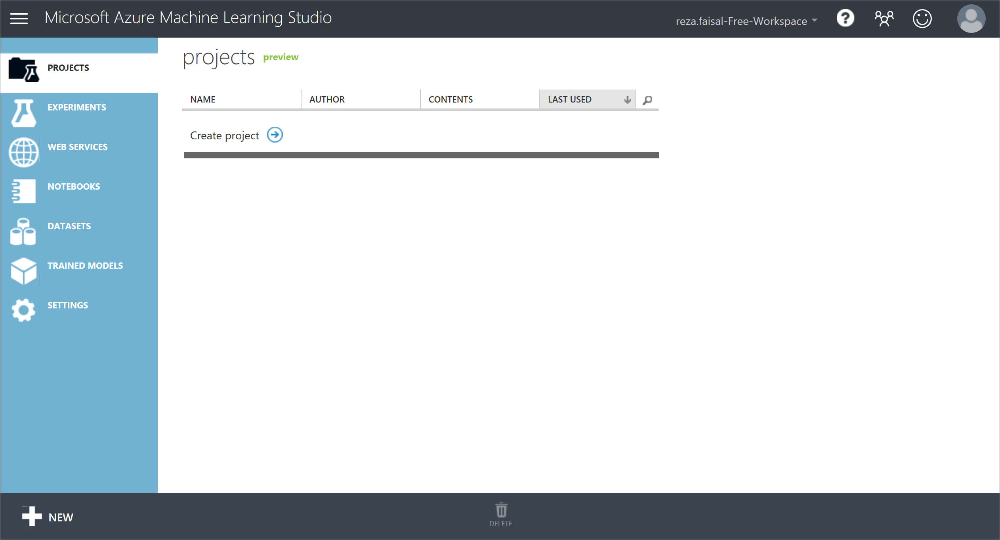 Microsoft Azure Machine Learning Studio
reza.faisal-Free-Workspace
PROJECTS
EXPERIMENTS
WEB SERVICES
NOTEBOOKS
DATASETS
TRAINED MODELS
SETTINGS
projects preview
NAME AUTHOR CONTENTS LAST USED
Create project
NEW
DELETE